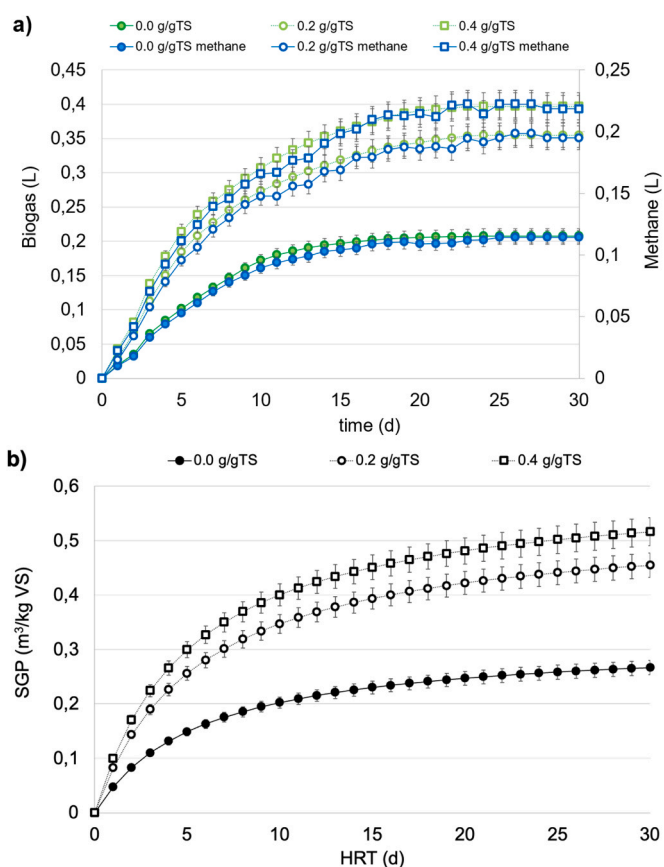 a)
0.0 g/gTS 0.2 g/gTS 0.4 g/gTS
0.0 g/gTS methane 0.2 g/gTS methane 0.4 g/gTS methane
0,45 0,25
0,4
0,35 0,2
0,3
0,25 0,15
0,2
0,15 0,1
0,1
0,05 0,05
0 0
Biogas (L)
Methane (L)
0 5 10 15 20 25 30
time (d)
b)
0.0 g/gTS 0.2 g/gTS 0.4 g/gTS
0,6
0,5
0,4
0,3
0,2
0,1
0
SGP (m³/kg VS)
0 5 10 15 20 25 30
HRT (d)